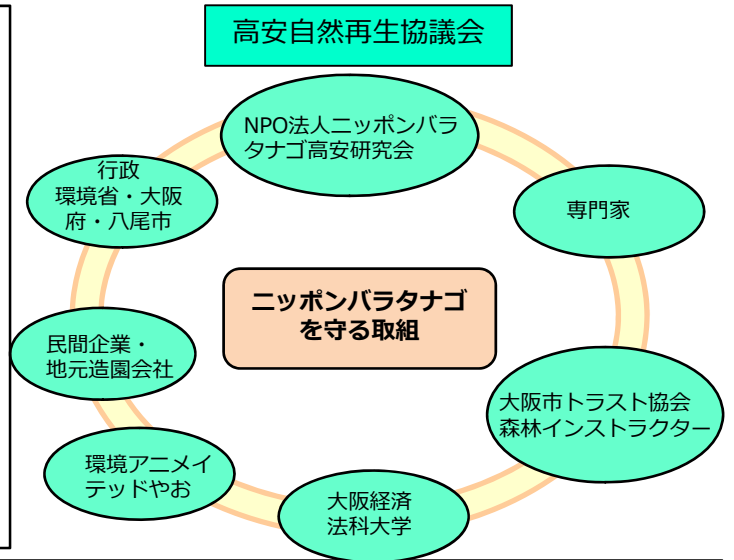 高安自然再生協議会
NPO法人ニッポンバラ
タナゴ高安研究会
行政
環境省・大阪
府・八尾市
専門家
ニッポンバラタナゴ
を守る取組
民間企業・
地元造園会社
大阪市トラスト協会
森林インストラクター
環境アニメイ
テッドやお
大阪経済
法科大学